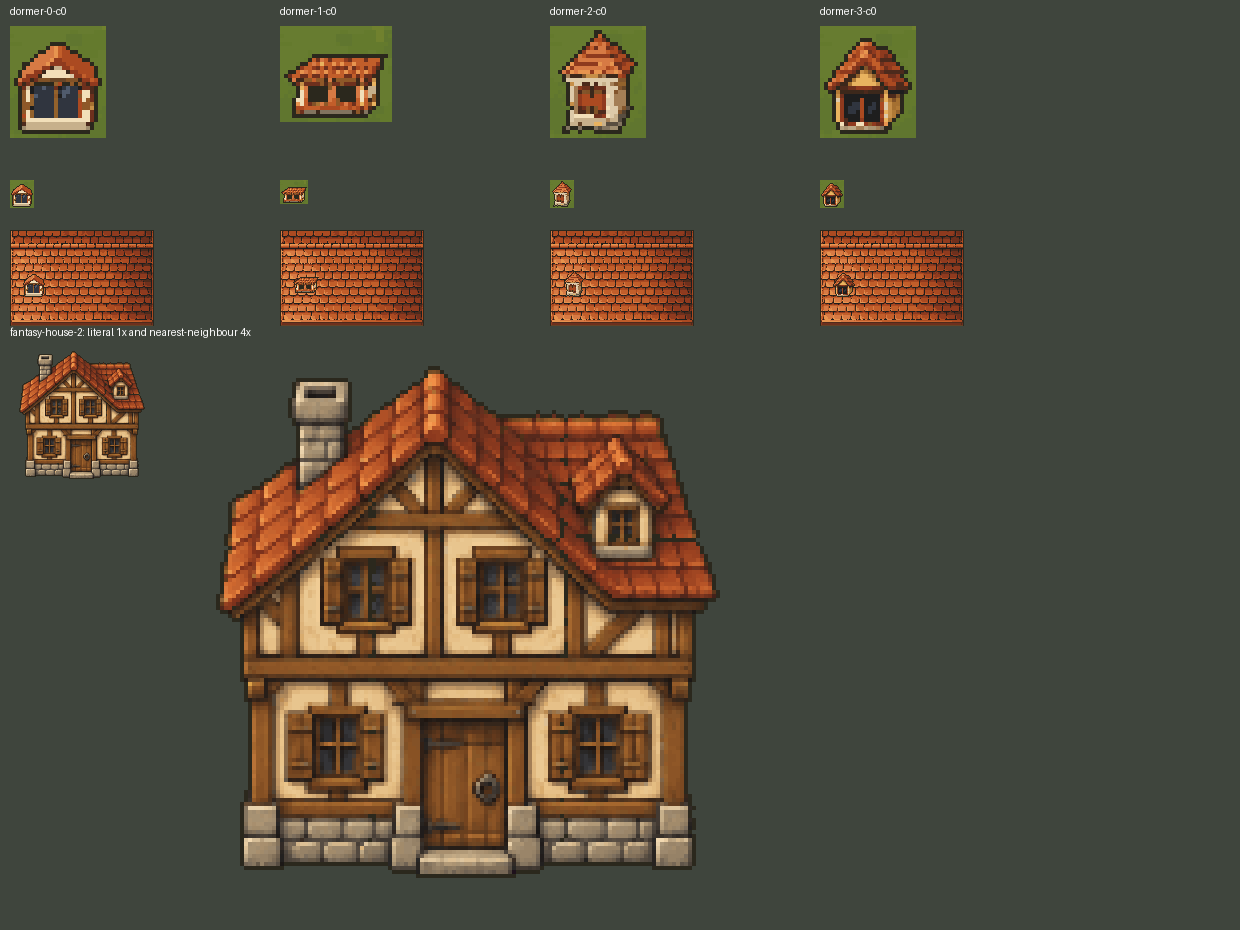 dormer-0-c0
dormer-1-c0
dormer-2-c0
dormer-3-c0
fantasy-house-2: literal 1x and nearest-neighbour 4x